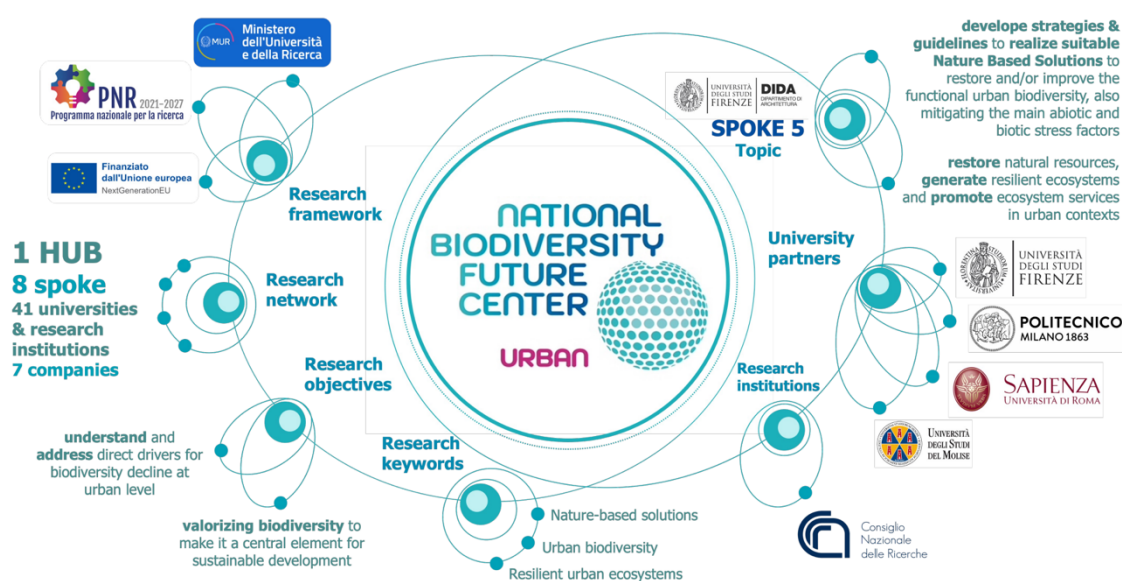 MUR
Ministero
dell'Università
e della Ricerca
PNR 2021-2027
Programma nazionale per la ricerca
Finanziato
dall'Unione europea
NextGenerationEU
Research
framework
1 HUB
8 spoke
41 universities
& research
institutions
7 companies
Research
network
Research
objectives
understand and
address direct drivers for
biodiversity decline at
urban level
valorizing biodiversity to
make it a central element for
sustainable development
Research
keywords
Nature-based solutions
Urban biodiversity
Resilient urban ecosystems
NATIONAL
BIODIVERSITY
FUTURE
CENTER
URBAN
UNIVERSITÀ
DEGLI STUDI
FIRENZE
DIDA
DIPARTIMENTO DI
ARCHITETTURA
SPOKE 5
Topic
develope strategies &
guidelines to realize suitable
Nature Based Solutions to
restore and/or improve the
functional urban biodiversity, also
mitigating the main abiotic and
biotic stress factors
restore natural resources,
generate resilient ecosystems
and promote ecosystem services
in urban contexts
University
partners
UNIVERSITÀ
DEGLI STUDI
FIRENZE
POLITECNICO
MILANO 1863
SAPIENZA
UNIVERSITÀ DI ROMA
UNIVERSITÀ
DEGLI STUDI
DEL MOLISE
Research
institutions
Consiglio
Nazionale
delle Ricerche